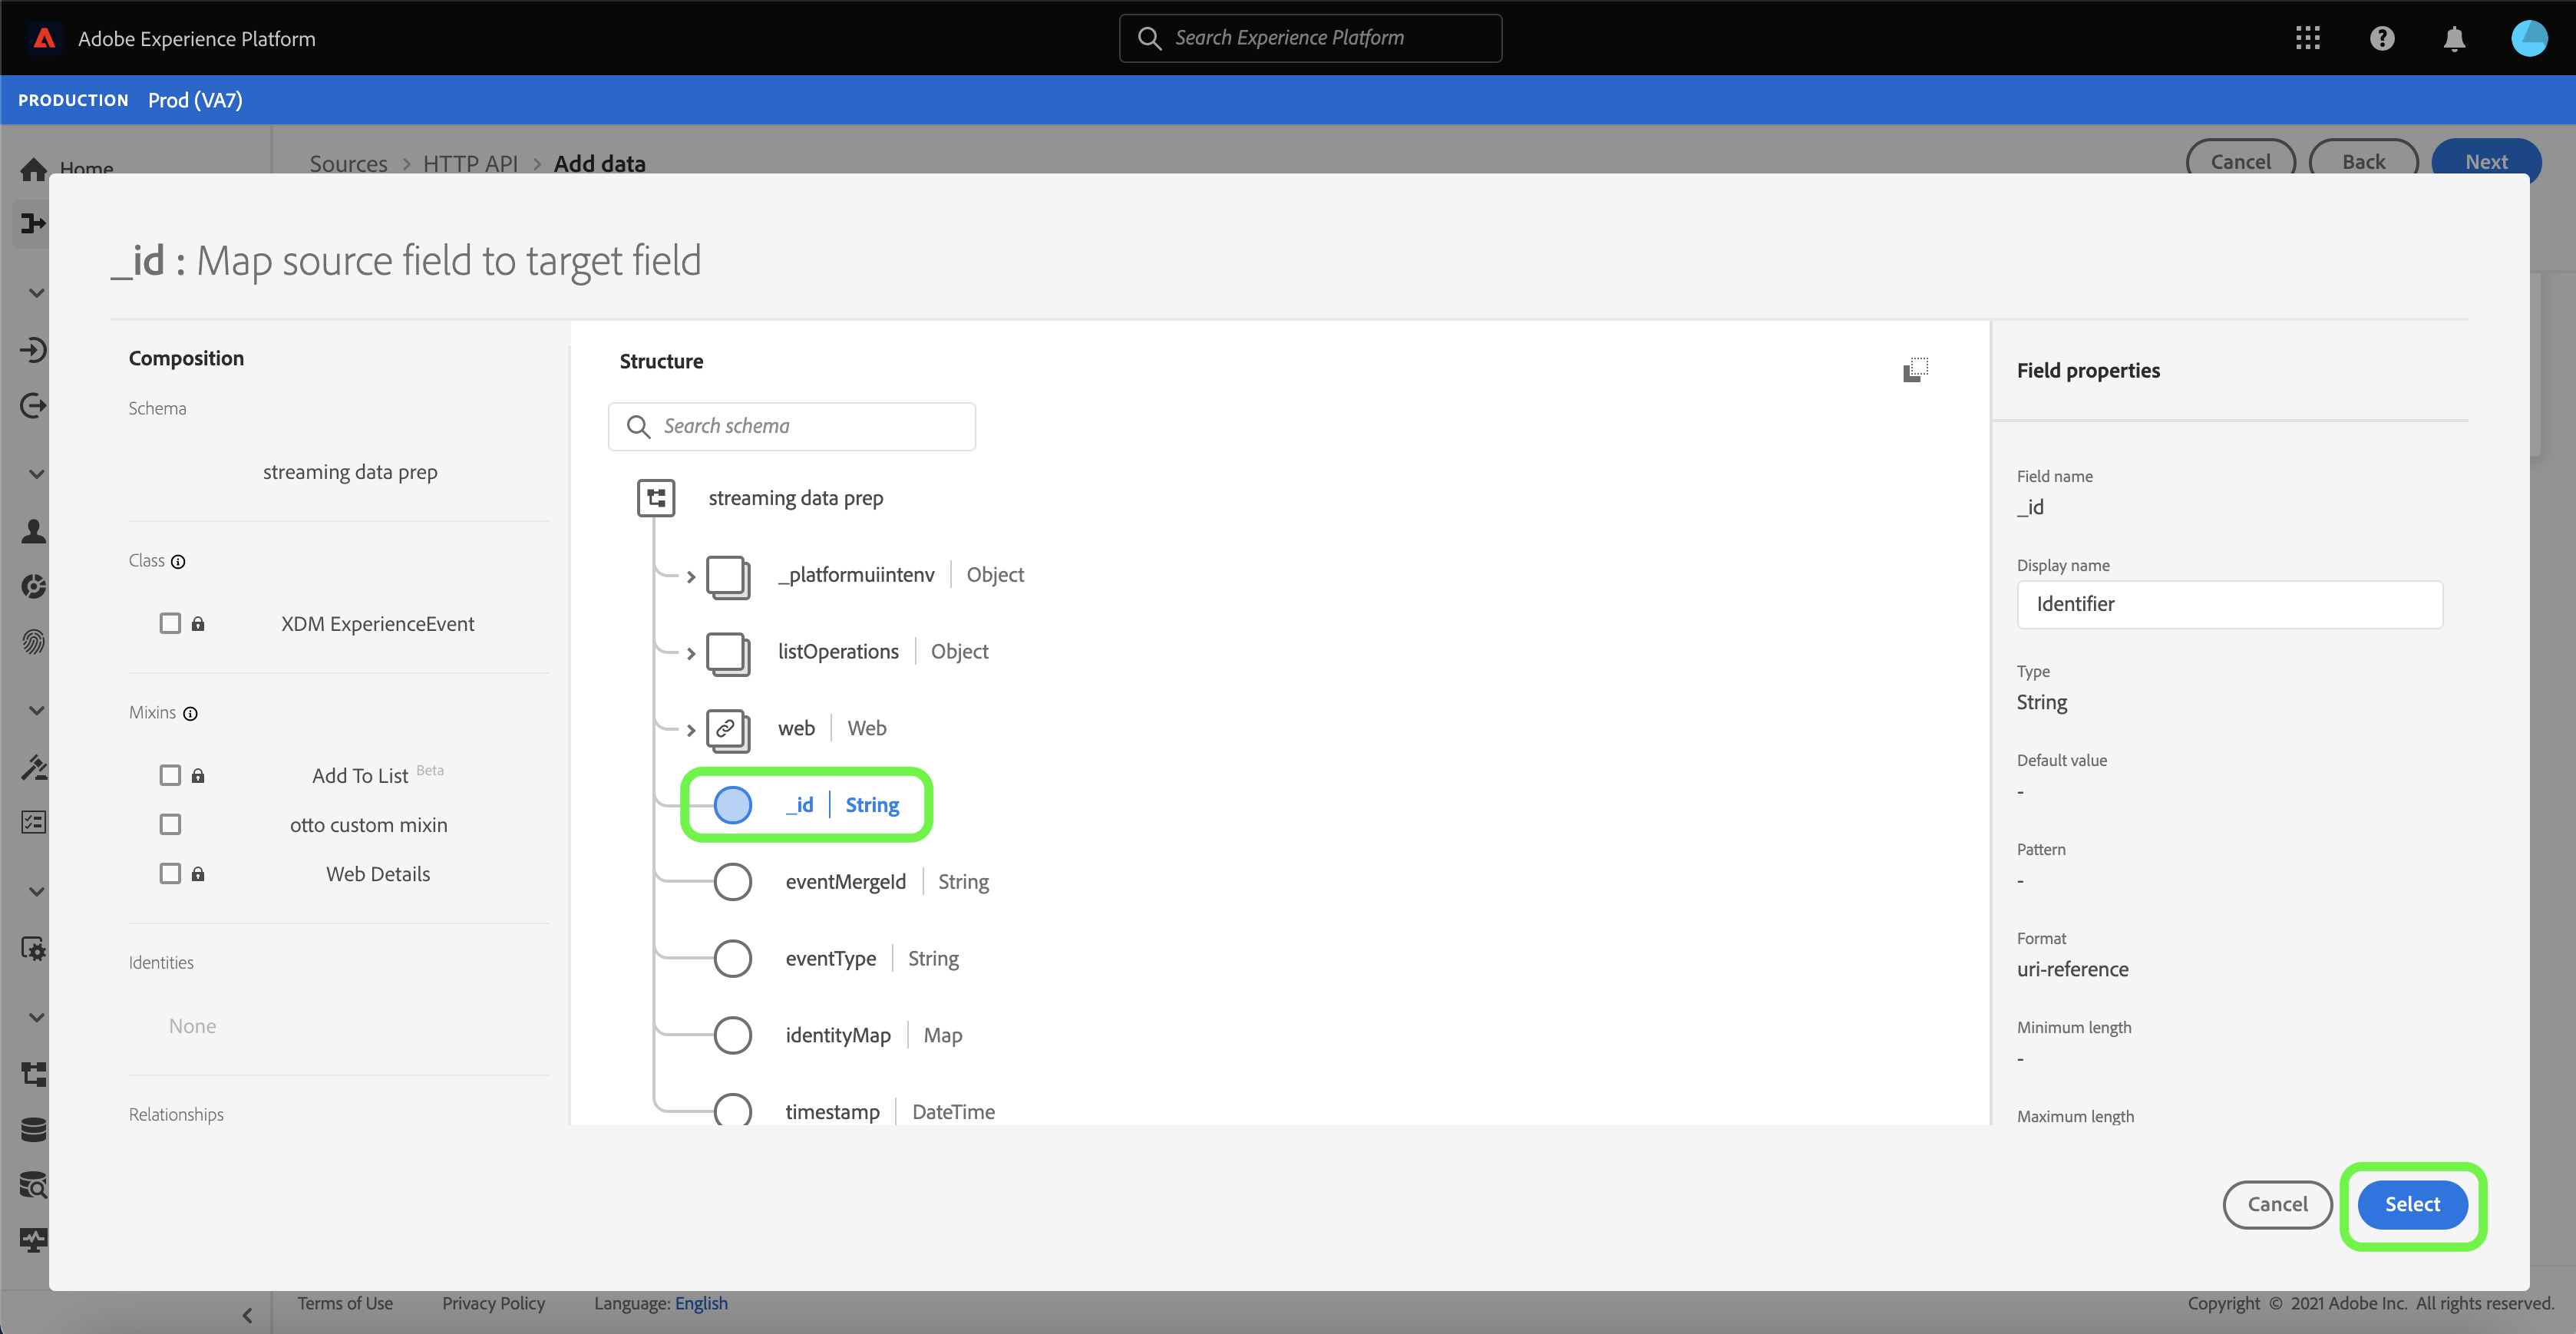 Adobe Experience Platform
Search Experience Platform
PRODUCTION Prod (VA7)
Home
Sources > HTTP API > Add data
Cancel
Back
Next
_id : Map source field to target field
Composition
Schema
streaming data prep
Class
XDM ExperienceEvent
Mixins
Add To List Beta
otto custom mixin
Web Details
Identities
None
Relationships
Structure
Search schema
streaming data prep
_platformuiintenv | Object
listOperations | Object
web | Web
_id | String
eventMergeId | String
eventType | String
identityMap | Map
timestamp | DateTime
Field properties
Field name
_id
Display name
Identifier
Type
String
Default value
-
Pattern
-
Format
uri-reference
Minimum length
-
Maximum length
Cancel
Select
Terms of Use Privacy Policy Language: English
Copyright © 2021 Adobe Inc. All rights reserved.